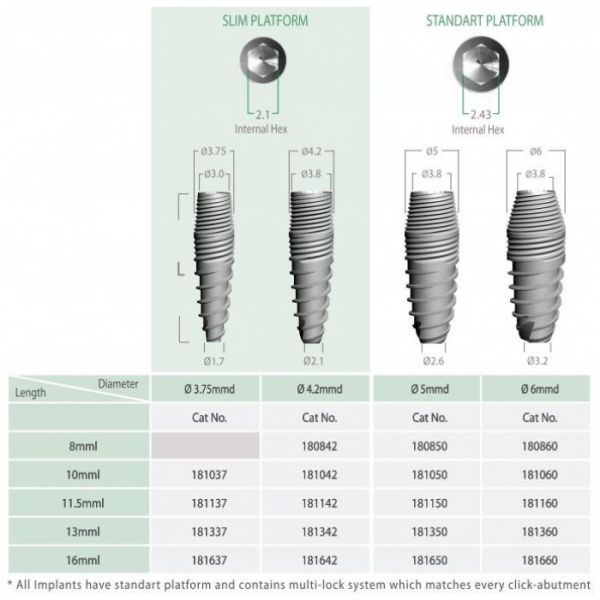 SLIM PLATFORM STANDART PLATFORM
2.1 2.43
Internal Hex Internal Hex
Ø3.75 Ø4.2 Ø5 Ø6
Ø3.0 Ø3.8 Ø3.8 Ø3.8
L
Ø1.7 Ø2.1 Ø2.6 Ø3.2
Diameter Ø 3.75mmd Ø 4.2mmd Ø 5mmd Ø 6mmd
Length
Cat No. Cat No. Cat No. Cat No.
8mml 180842 180850 180860
10mml 181037 181042 181050 181060
11.5mml 181137 181142 181150 181160
13mml 181337 181342 181350 181360
16mml 181637 181642 181650 181660
* All Implants have standart platform and contains multi-lock system which matches every click-abutment